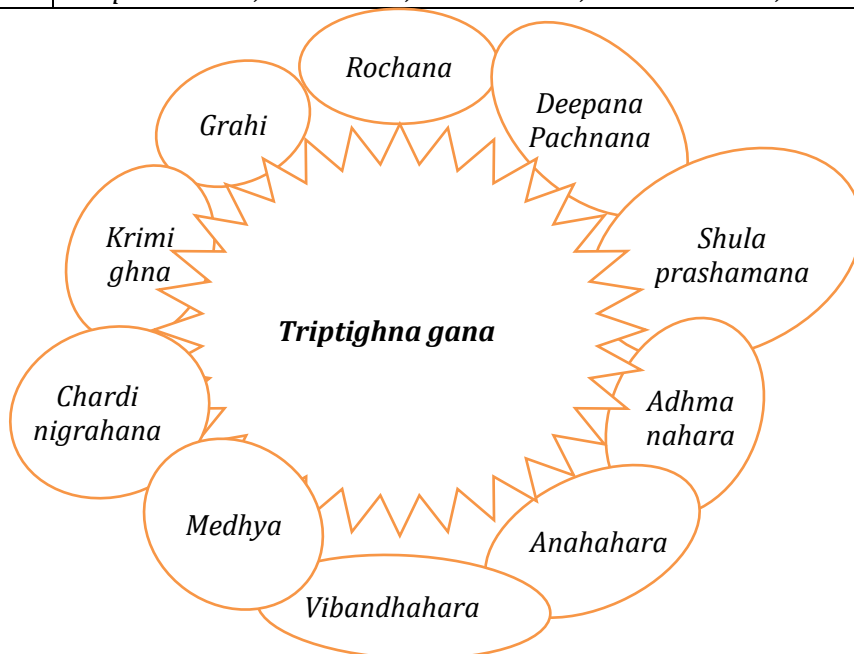 Rochana
Deepana
Pachnana
Grahi
Shula
prashamana
Krimi
ghna
Triptighna gana
Chardi
nigrahana
Adhma
nahara
Medhya
Anahahara
Vibandhahara